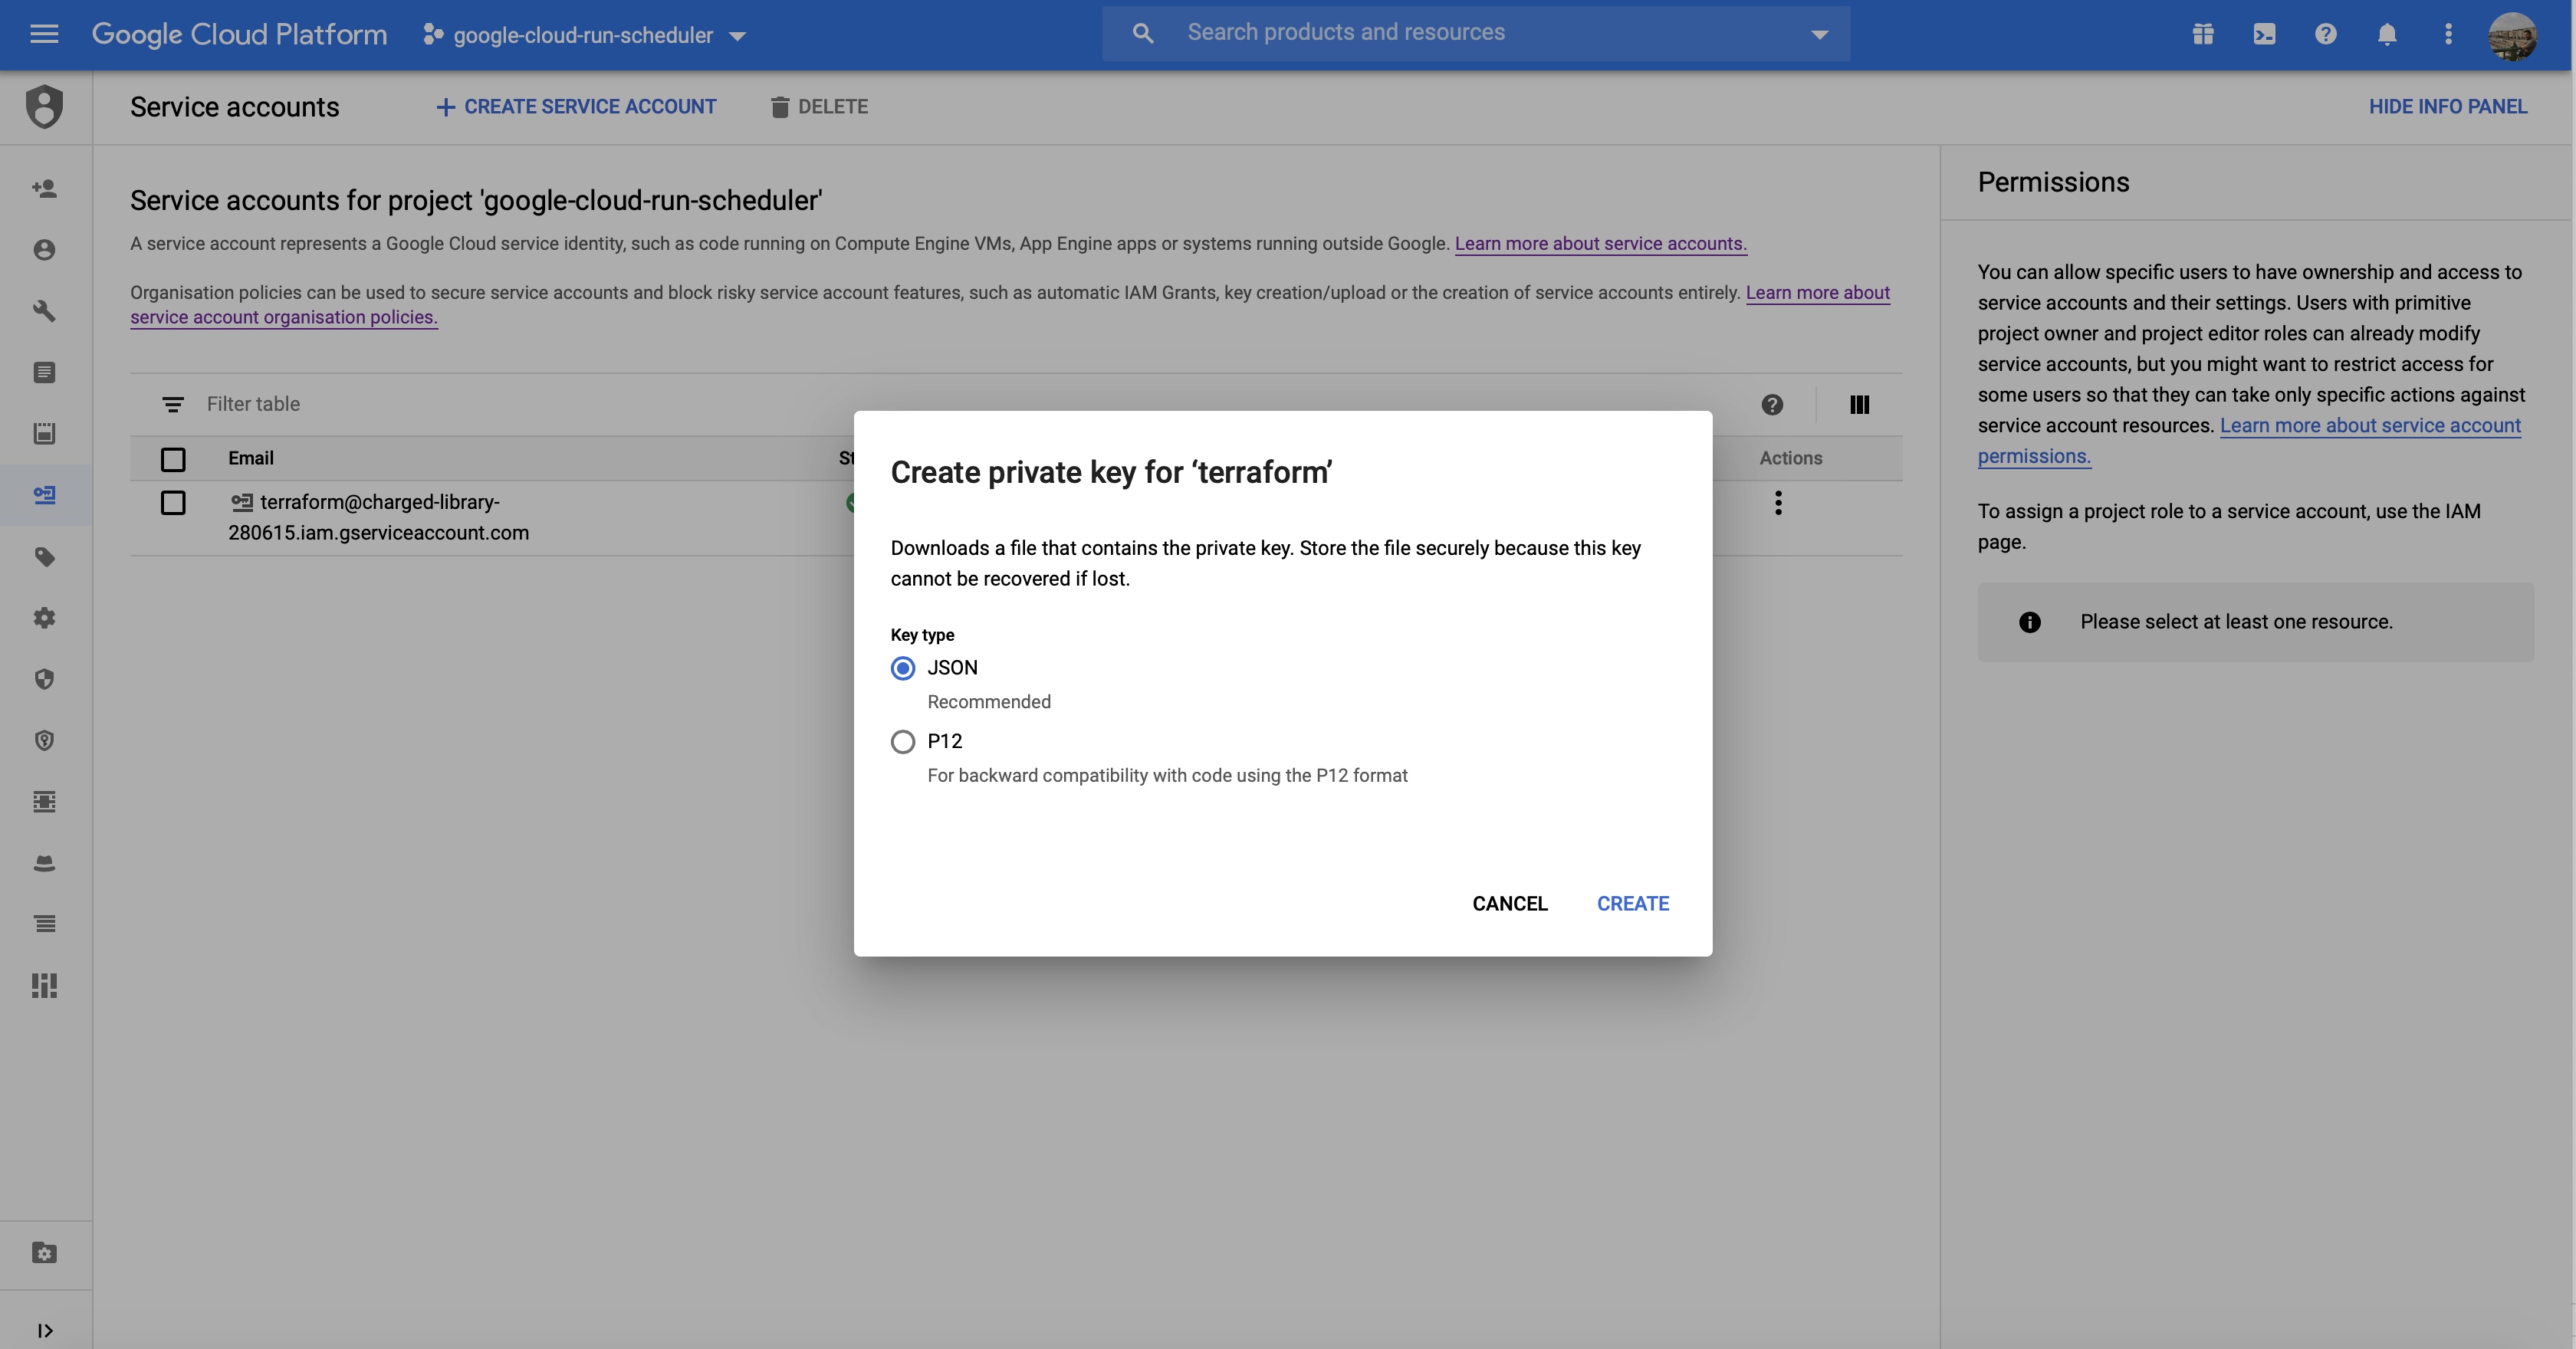 Google Cloud Platform
google-cloud-run-scheduler
Search products and resources
Service accounts
CREATE SERVICE ACCOUNT
DELETE
HIDE INFO PANEL
Service accounts for project 'google-cloud-run-scheduler'
A service account represents a Google Cloud service identity, such as code running on Compute Engine VMs, App Engine apps or systems running outside Google. Learn more about service accounts.
Organisation policies can be used to secure service accounts and block risky service account features, such as automatic IAM Grants, key creation/upload or the creation of service accounts entirely. Learn more about
service account organisation policies.
Filter table
Email
Actions
terraform@charged-library-
280615.iam.gserviceaccount.com
Create private key for ‘terraform’
Downloads a file that contains the private key. Store the file securely because this key
cannot be recovered if lost.
Key type
JSON
Recommended
P12
For backward compatibility with code using the P12 format
CANCEL
CREATE
Permissions
You can allow specific users to have ownership and access to
service accounts and their settings. Users with primitive
project owner and project editor roles can already modify
service accounts, but you might want to restrict access for
some users so that they can take only specific actions against
service account resources. Learn more about service account
permissions.
To assign a project role to a service account, use the IAM
page.
Please select at least one resource.